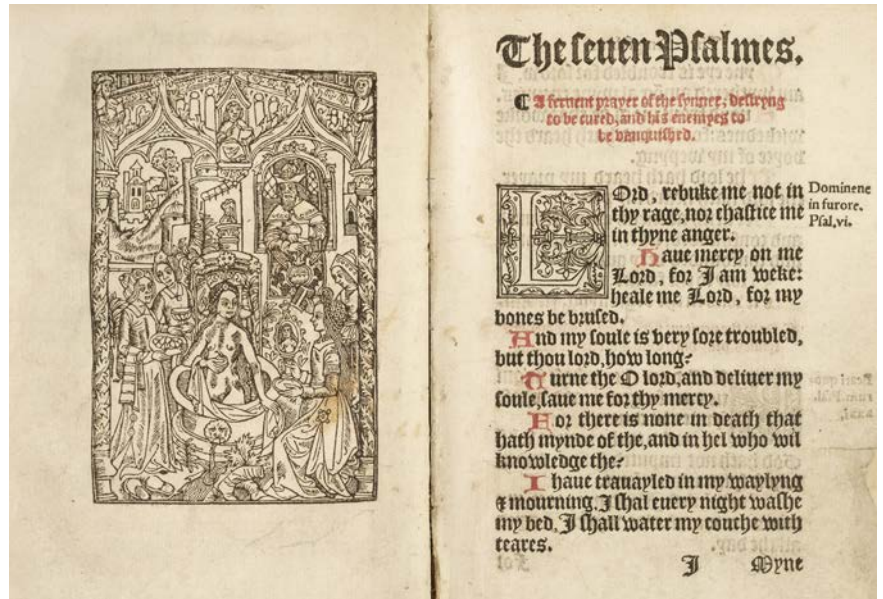 The seuen Psalmes.
¶ A feruent prayer of the synner, desiryng
to be cured, and his enemyes to
be vanquished.
LOrd, rebuke me not in
thy rage, nor chastice me
in thyne anger.
Haue mercy on me
Lord, for I am weke:
heale me Lord, for my
bones be brused.
And my soule is very sore troubled,
but thou lord, how long?
Turne the O lord, and deliuer my
soule, saue me for thy mercy.
For there is none in death that
hath mynde of the, and in hel who wil
knowledge the?
I haue trauayled in my waylyng
& mourning, I shal euery night washe
my bed, I shall water my couche with
teares.
I Myne
Dominene
in furore.
Psal.vi.